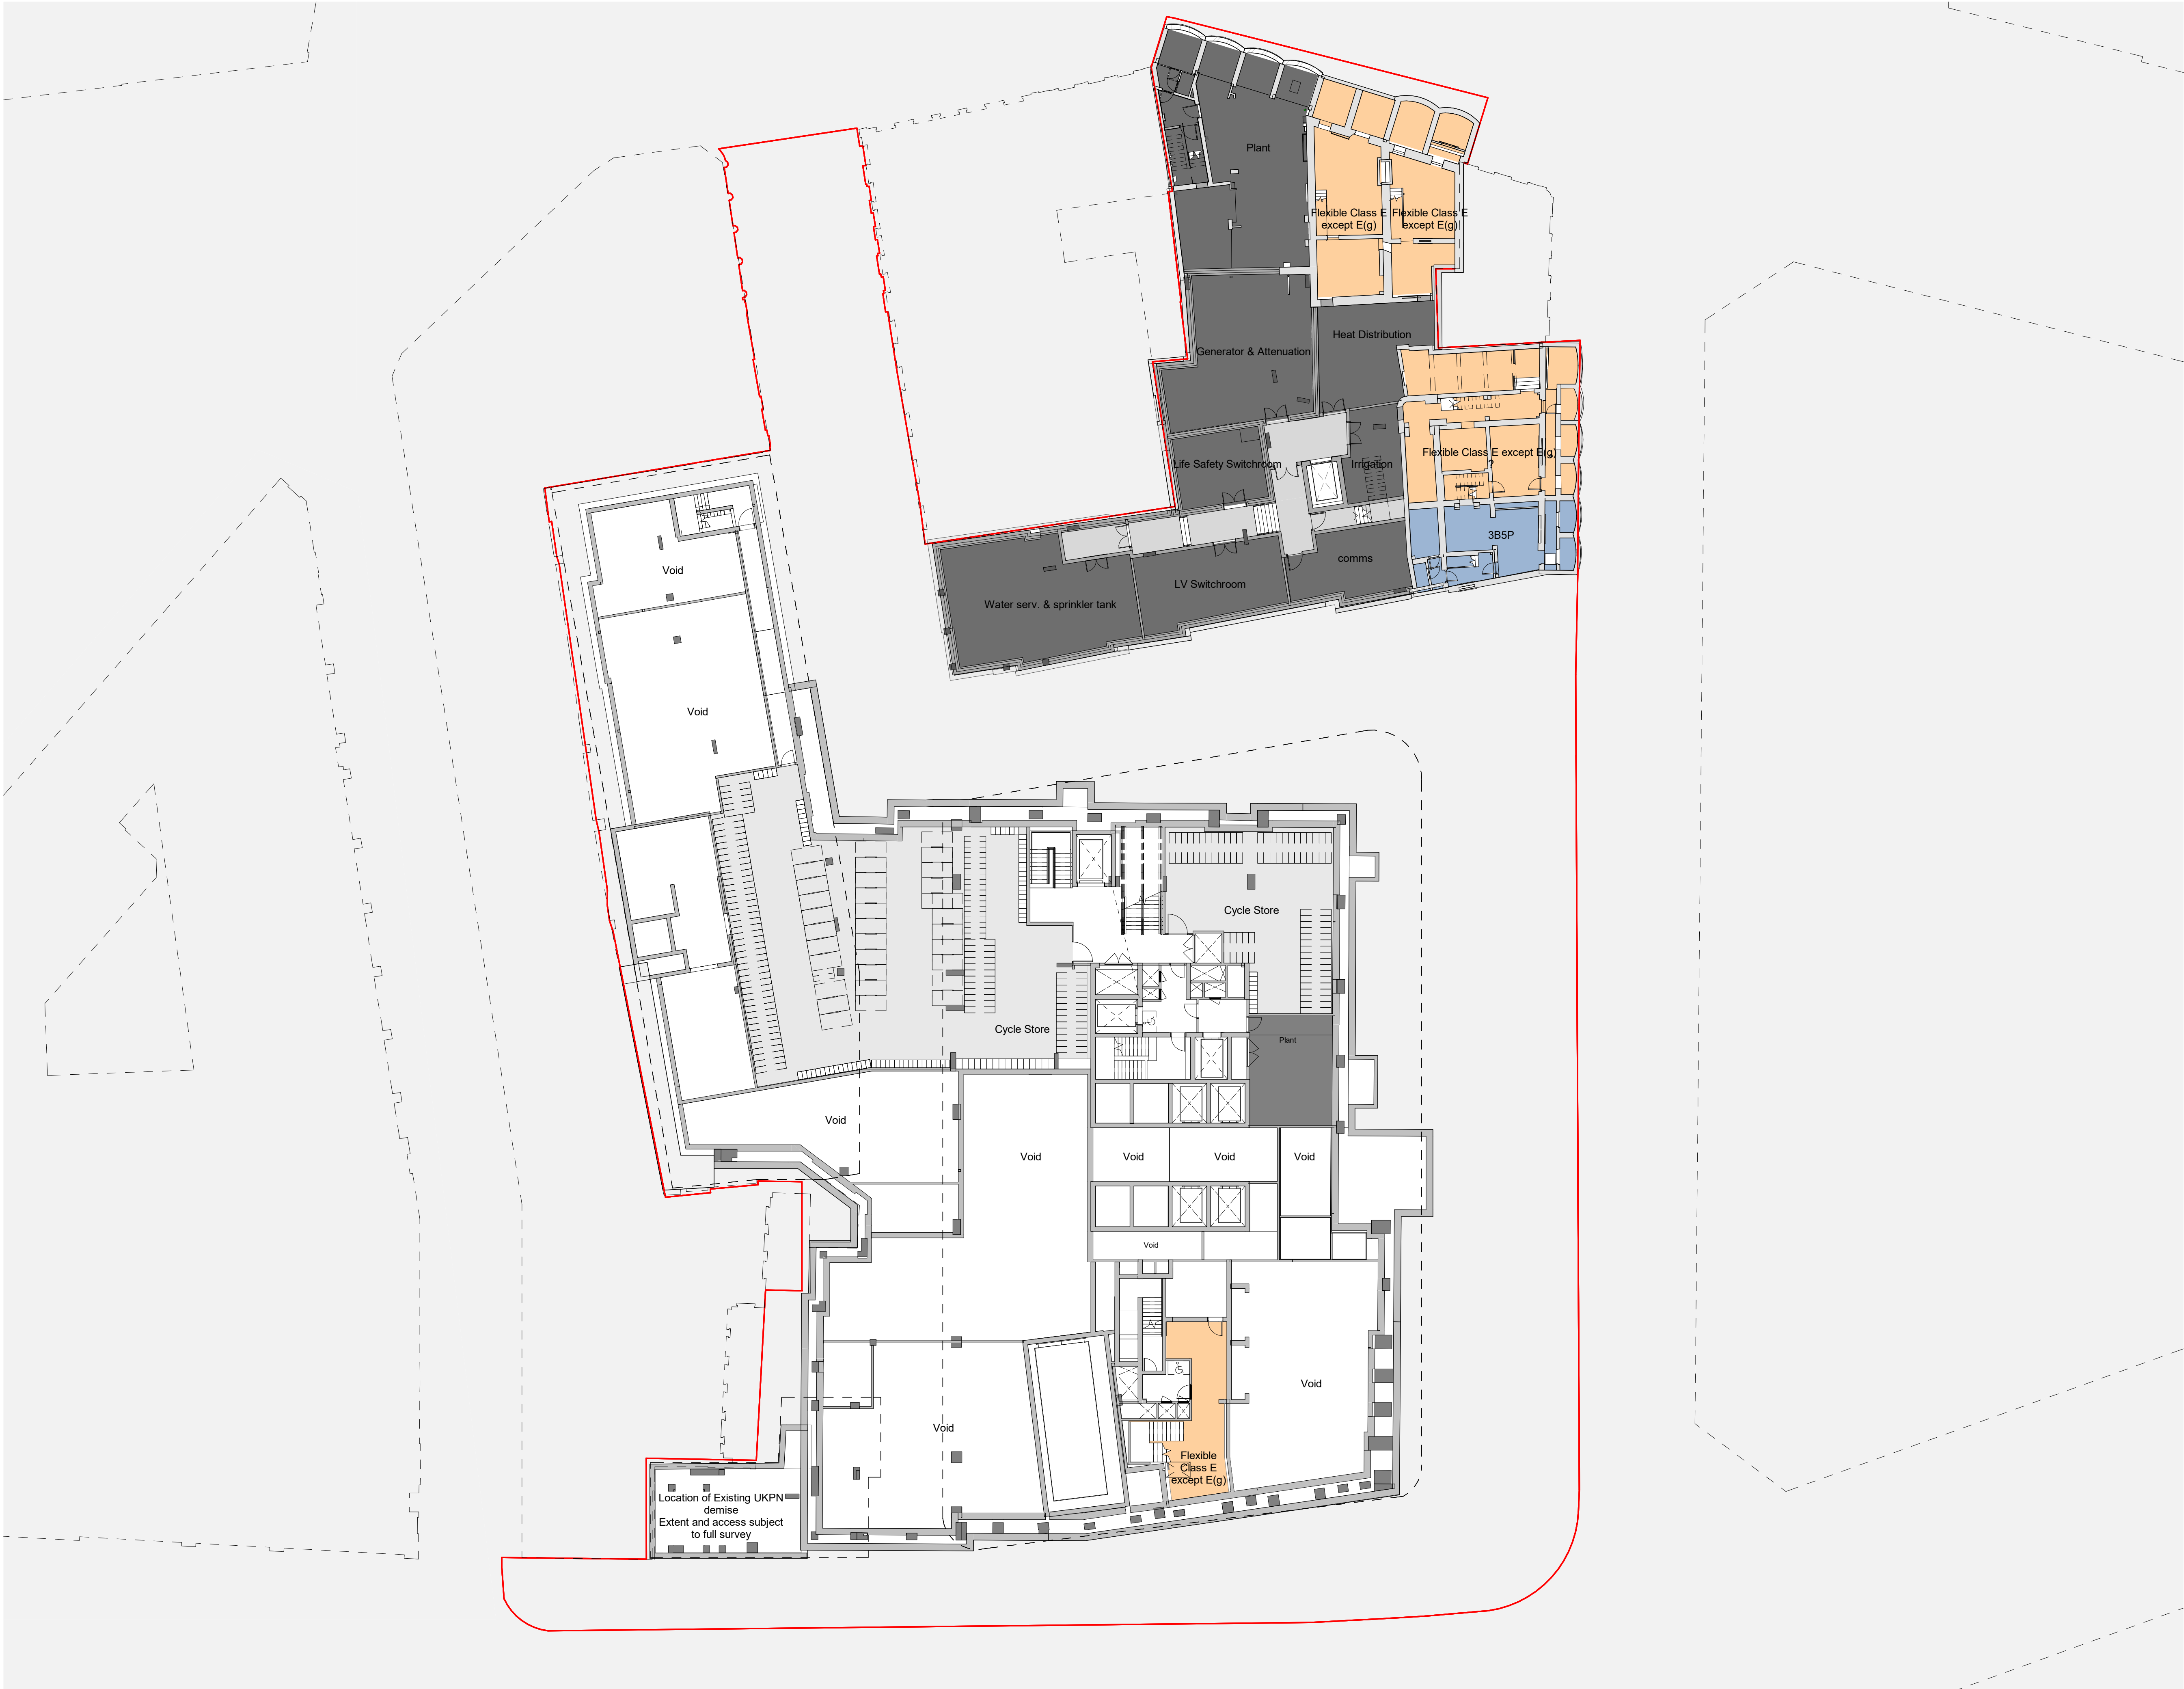 Plant
Flexible Class E
except E(g)
Flexible Class E
except E(g)
Heat Distribution
Generator & Attenuation
Flexible Class E except E(g)
?
Life Safety Switchroom
Irrigation
3B5P
comms
LV Switchroom
Water serv. & sprinkler tank
Void
Void
Cycle Store
Cycle Store
Plant
Void
Void
Void
Void
Void
Void
Void
Void
Flexible
Class E
except E(g)
Location of Existing UKPN
demise
Extent and access subject
to full survey